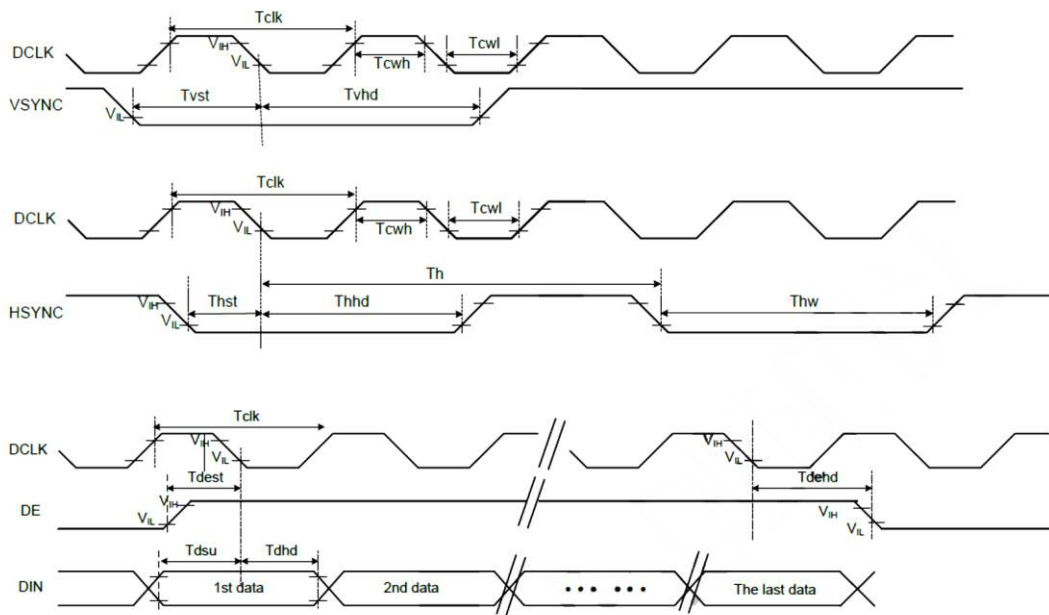 Tclk
DCLK VIH VIL Tcwh Tcwl
VSYNC VIL Tvst Tvhd
Tclk
DCLK VIH VIL Tcwh Tcwl
Th
HSYNC VIH VIL Thst Thhd Thw
Tclk
DCLK VIH VIL VIH VIL
Tdest Tdehd
DE VIH VIL VIH VIL
Tdsu Tdhd
DIN 1st data 2nd data ••• ••• The last data